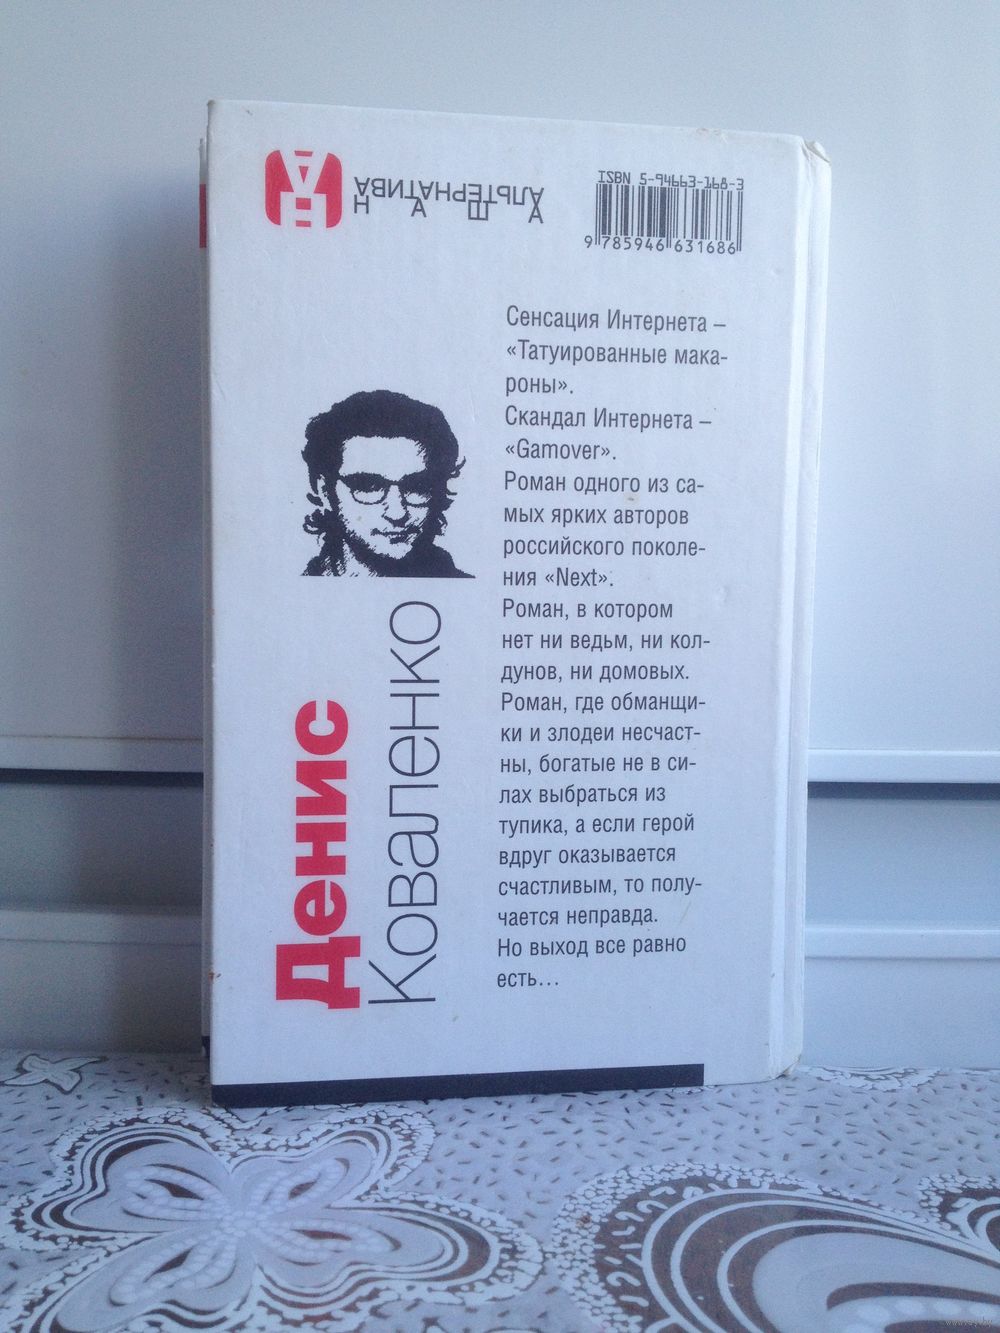 НА
НАША
АЛЬТЕРНАТИВА
ISBN 5-94663-168-3
9 785946 631686
Сенсация Интернета –
«Татуированные мака-
роны».
Скандал Интернета –
«Gamover».
Роман одного из са-
мых ярких авторов
российского поколе-
ния «Next».
Роман, в котором
нет ни ведьм, ни кол-
дунов, ни домовых.
Роман, где обманщи-
ки и злодеи несчаст-
ны, богатые не в си-
лах выбраться из
тупика, а если герой
вдруг оказывается
счастливым, то полу-
чается неправда.
Но выход все равно
есть...
Денис
Коваленко